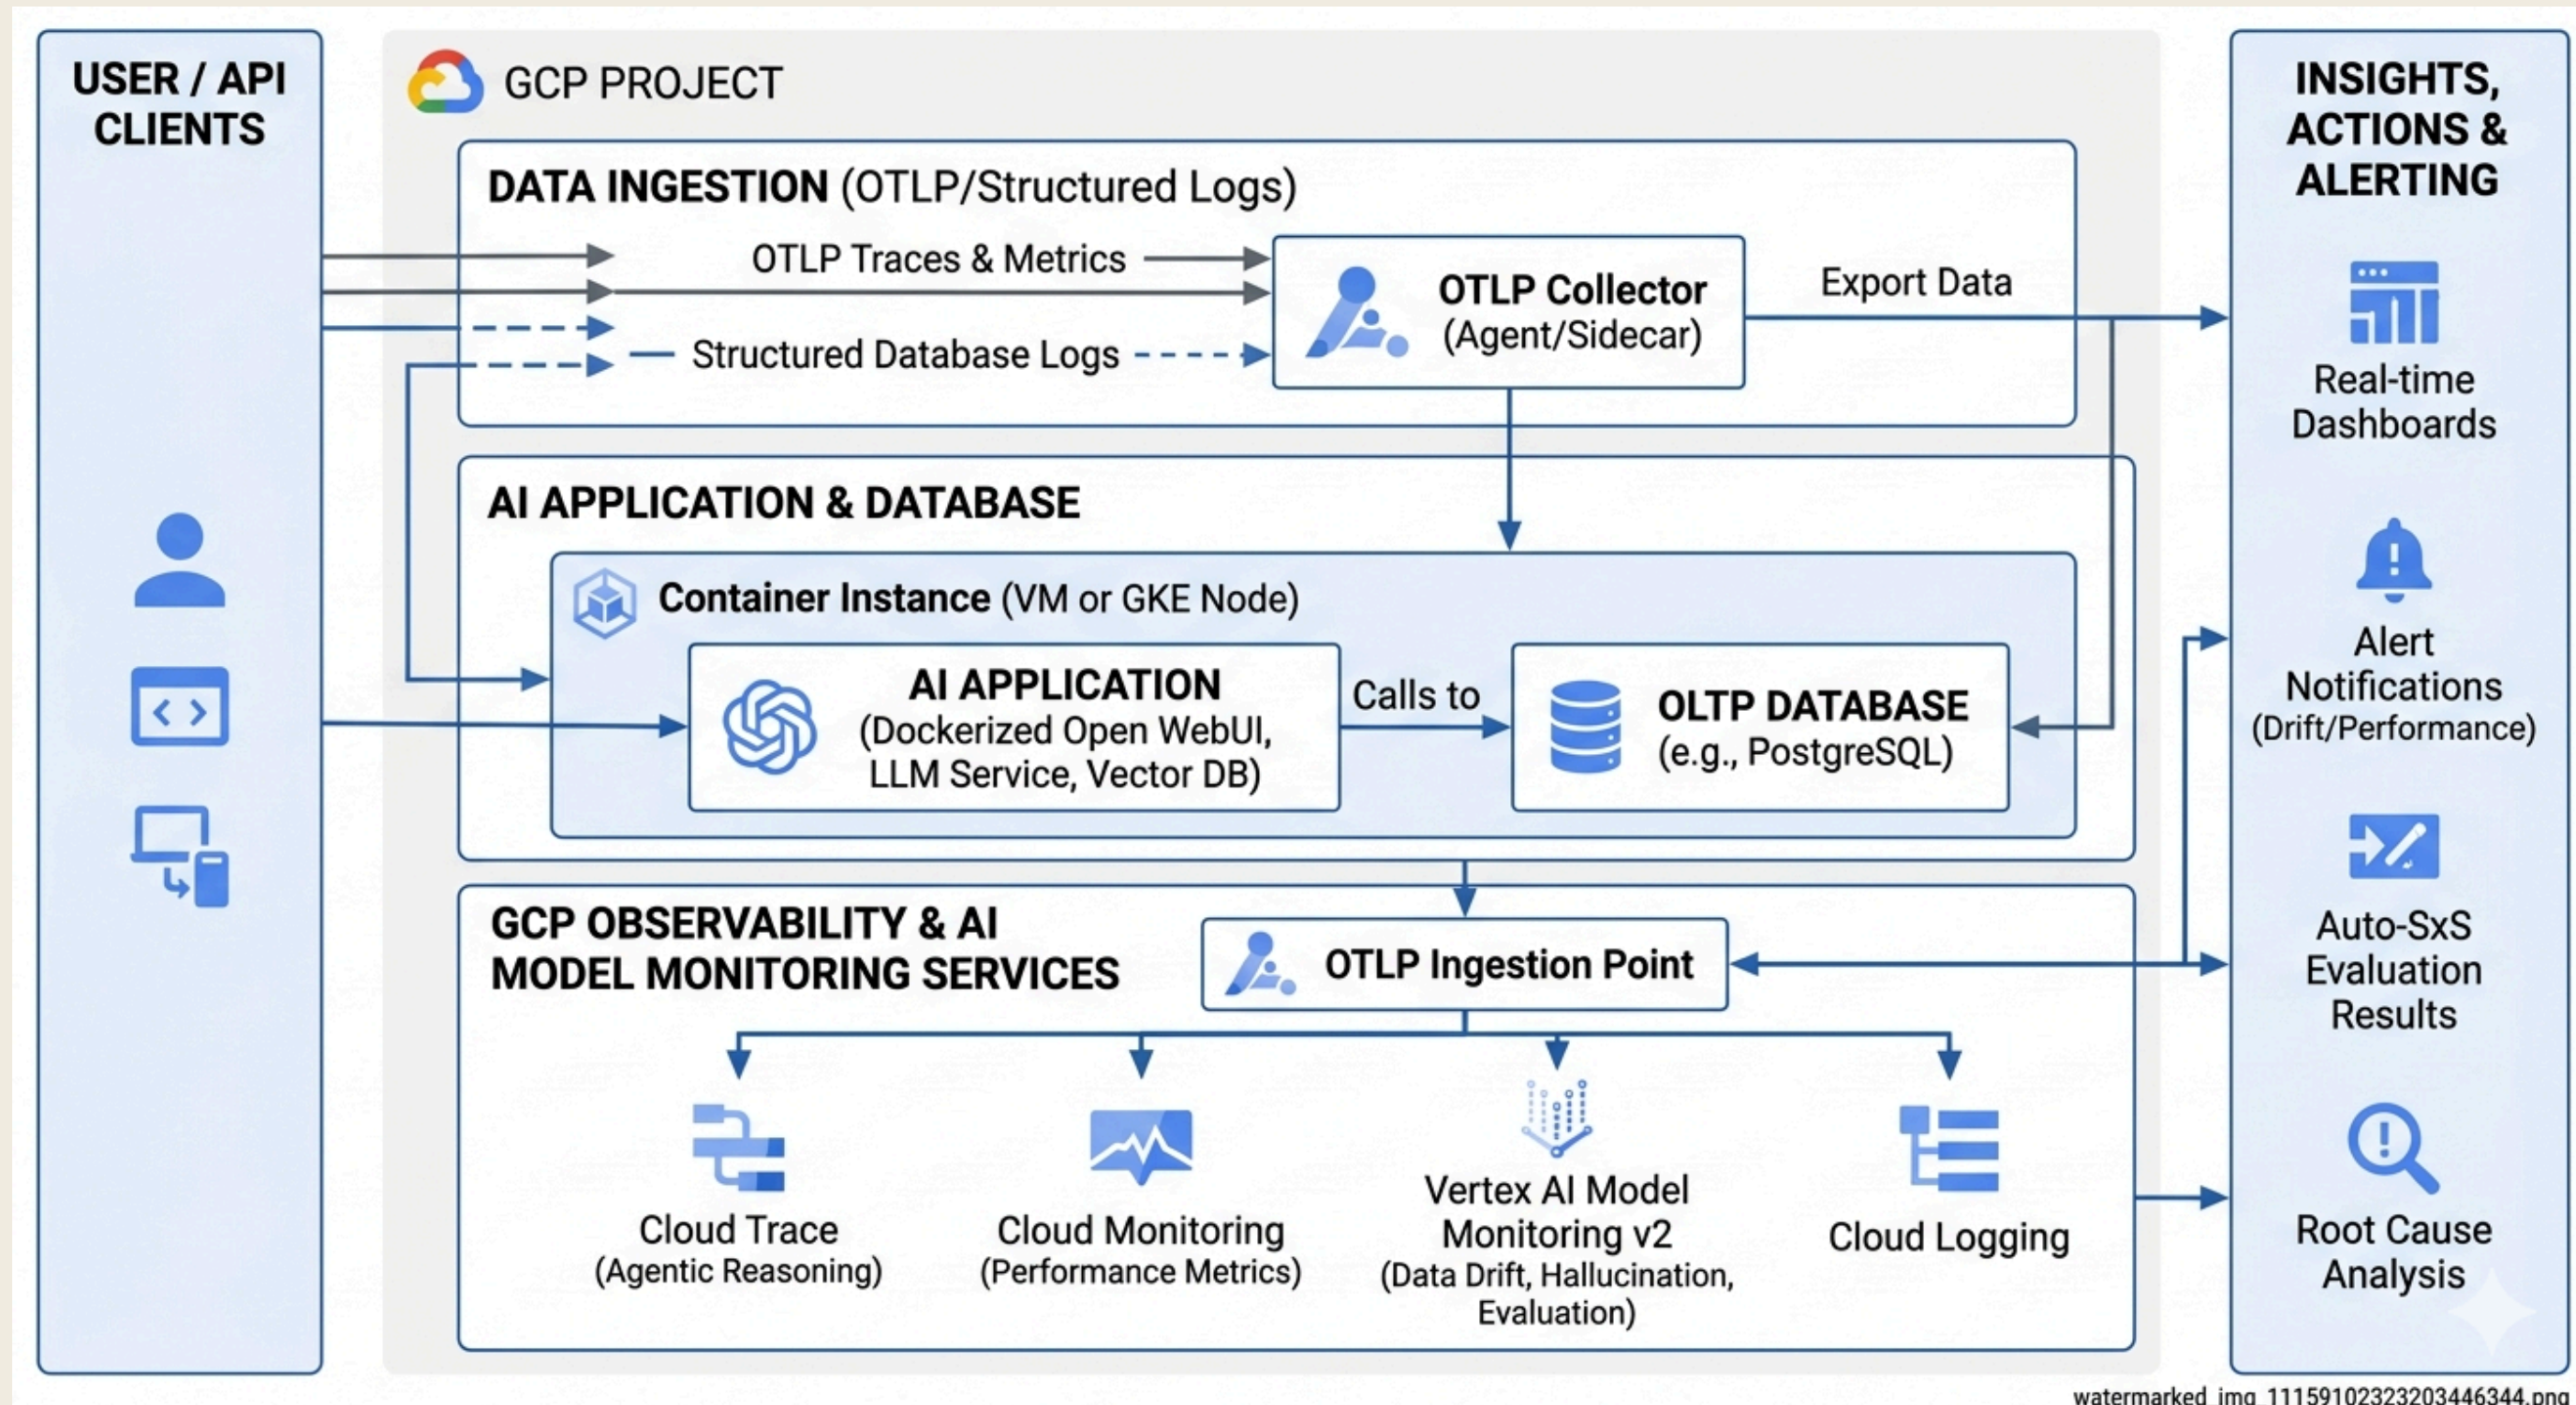 USER / API
CLIENTS
GCP PROJECT
DATA INGESTION (OTLP/Structured Logs)
OTLP Traces & Metrics
Structured Database Logs
OTLP Collector
(Agent/Sidecar)
Export Data
AI APPLICATION & DATABASE
Container Instance (VM or GKE Node)
AI APPLICATION
(Dockerized Open WebUI,
LLM Service, Vector DB)
Calls to
OLTP DATABASE
(e.g., PostgreSQL)
GCP OBSERVABILITY & AI
MODEL MONITORING SERVICES
OTLP Ingestion Point
Cloud Trace
(Agentic Reasoning)
Cloud Monitoring
(Performance Metrics)
Vertex AI Model
Monitoring v2
(Data Drift, Hallucination,
Evaluation)
Cloud Logging
INSIGHTS,
ACTIONS &
ALERTING
Real-time
Dashboards
Alert
Notifications
(Drift/Performance)
Auto-SxS
Evaluation
Results
Root Cause
Analysis
watermarked_img_11159102323203446344.png